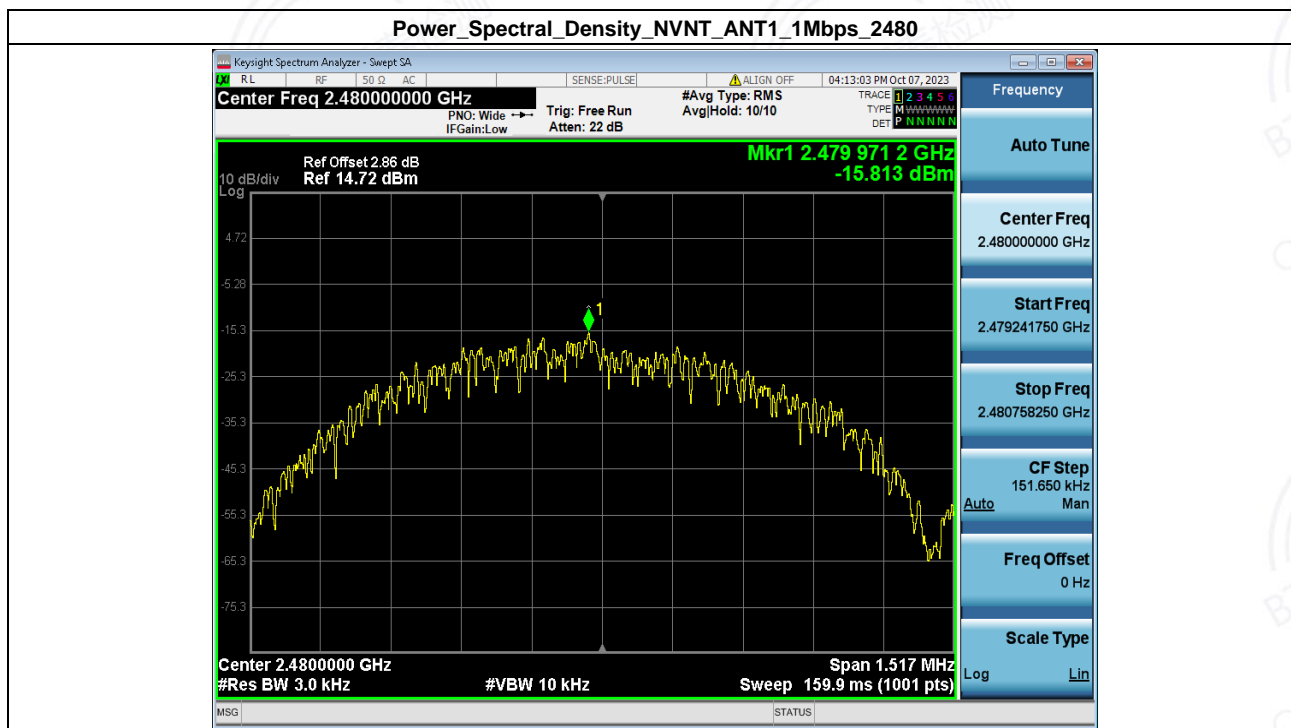 Power_Spectral_Density_NVNT_ANT1_1Mbps_2480
Keysight Spectrum Analyzer - Swept SA
LXI RL RF 50 Ω AC SENSE:PULSE ALIGN OFF 04:13:03 PM Oct 07, 2023
Center Freq 2.480000000 GHz
PNO: Wide
IFGain:Low
Trig: Free Run
Atten: 22 dB
#Avg Type: RMS
Avg|Hold: 10/10
TRACE 1 2 3 4 5 6
TYPE M WWWWW
DET P N N N N N
Frequency
Auto Tune
Center Freq
2.480000000 GHz
Start Freq
2.479241750 GHz
Stop Freq
2.480758250 GHz
CF Step
151.650 kHz
Auto Man
Freq Offset
0 Hz
Scale Type
Log Lin
Mkr1 2.479 971 2 GHz
-15.813 dBm
Ref Offset 2.86 dB
10 dB/div Ref 14.72 dBm
Log
4.72
-5.28
-15.3
-25.3
-35.3
-45.3
-55.3
-65.3
-75.3
1
Center 2.4800000 GHz Span 1.517 MHz
#Res BW 3.0 kHz #VBW 10 kHz Sweep 159.9 ms (1001 pts)
MSG STATUS